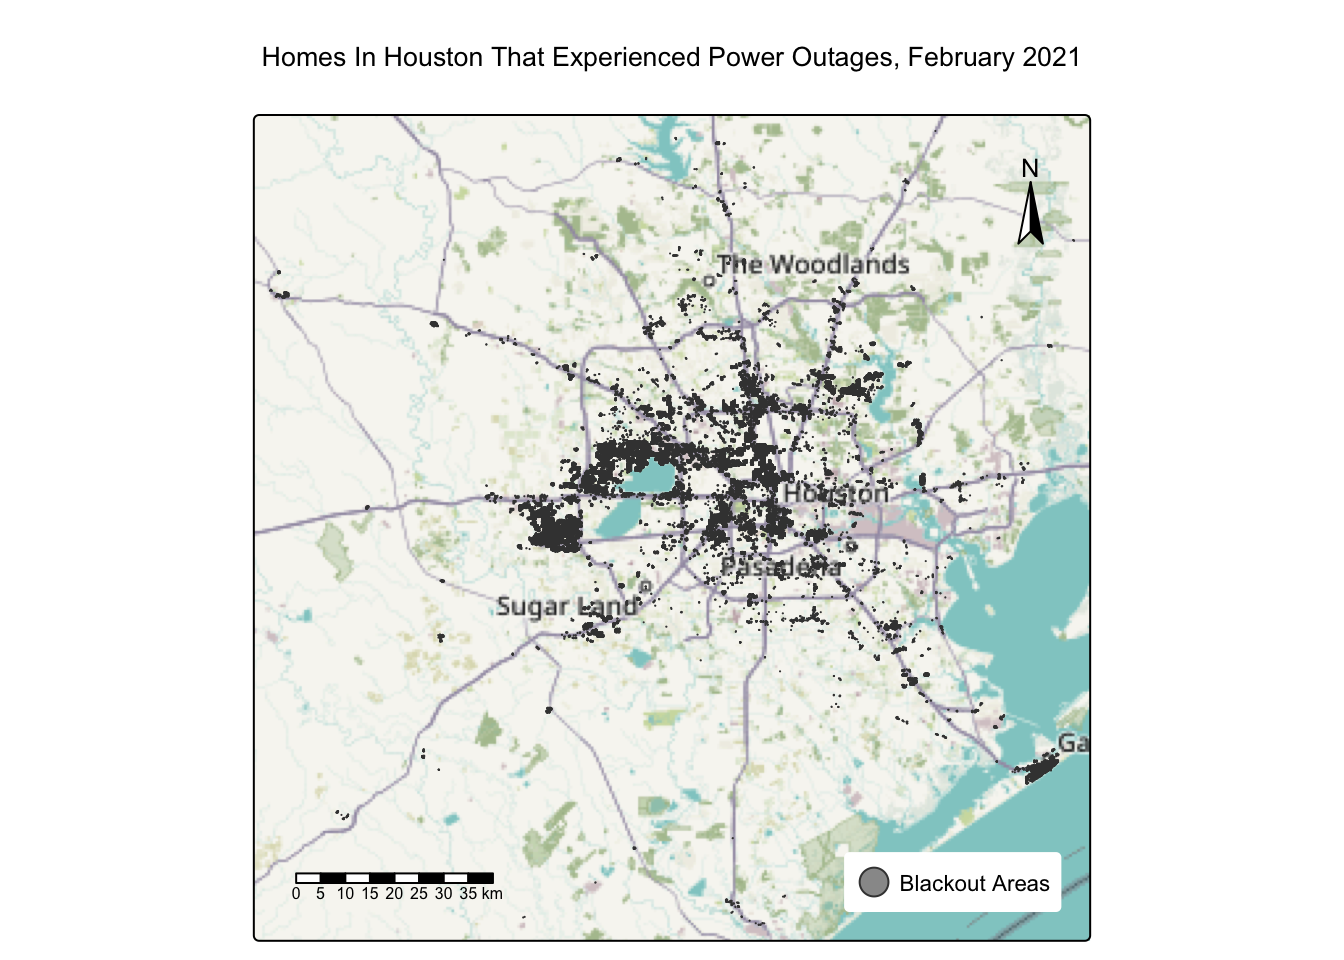 Homes In Houston That Experienced Power Outages, February 2021
N
The Woodlands
Houston
Pasadena
Sugar Land
Ga
0 5 10 15 20 25 30 35 km
Blackout Areas